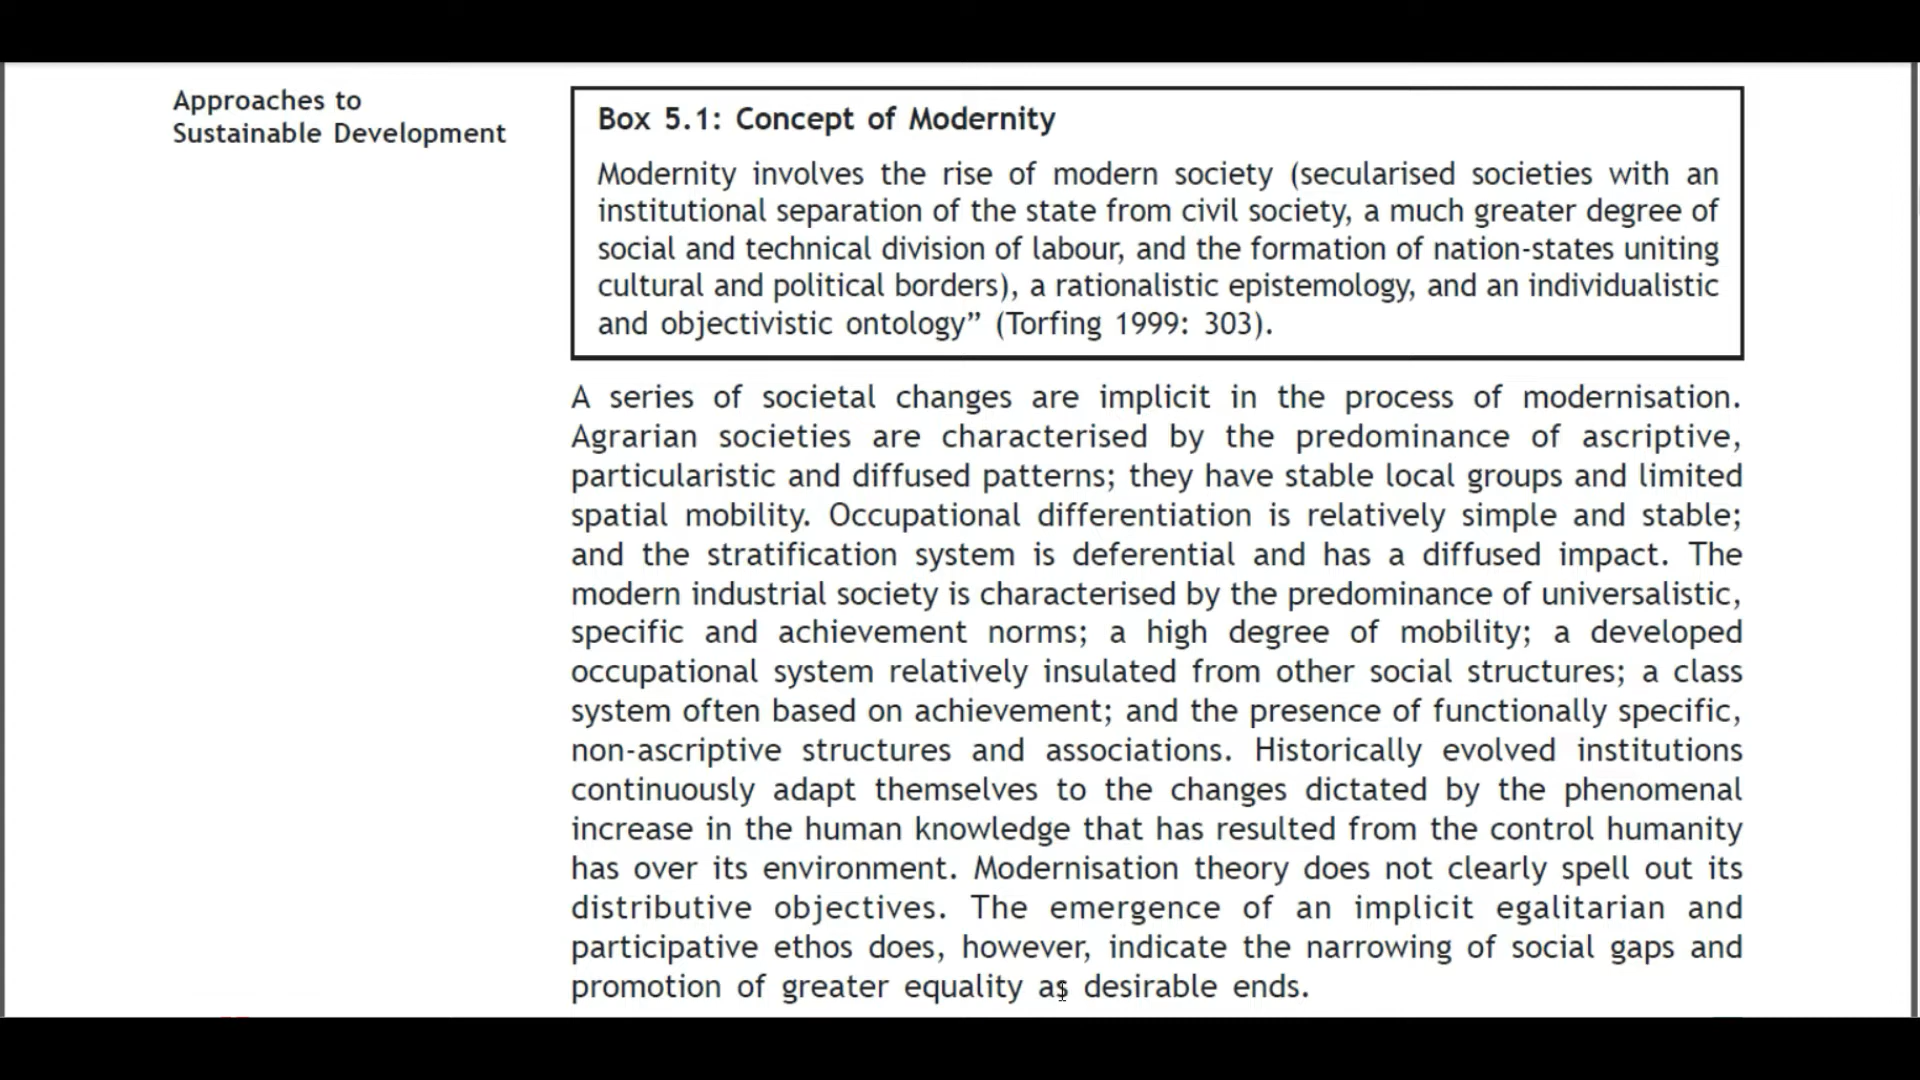 Approaches to
Sustainable Development
Box 5.1: Concept of Modernity
Modernity involves the rise of modern society (secularised societies with an
institutional separation of the state from civil society, a much greater degree of
social and technical division of labour, and the formation of nation-states uniting
cultural and political borders), a rationalistic epistemology, and an individualistic
and objectivistic ontology” (Torfing 1999: 303).
A series of societal changes are implicit in the process of modernisation.
Agrarian societies are characterised by the predominance of ascriptive,
particularistic and diffused patterns; they have stable local groups and limited
spatial mobility. Occupational differentiation is relatively simple and stable;
and the stratification system is deferential and has a diffused impact. The
modern industrial society is characterised by the predominance of universalistic,
specific and achievement norms; a high degree of mobility; a developed
occupational system relatively insulated from other social structures; a class
system often based on achievement; and the presence of functionally specific,
non-ascriptive structures and associations. Historically evolved institutions
continuously adapt themselves to the changes dictated by the phenomenal
increase in the human knowledge that has resulted from the control humanity
has over its environment. Modernisation theory does not clearly spell out its
distributive objectives. The emergence of an implicit egalitarian and
participative ethos does, however, indicate the narrowing of social gaps and
promotion of greater equality as desirable ends.